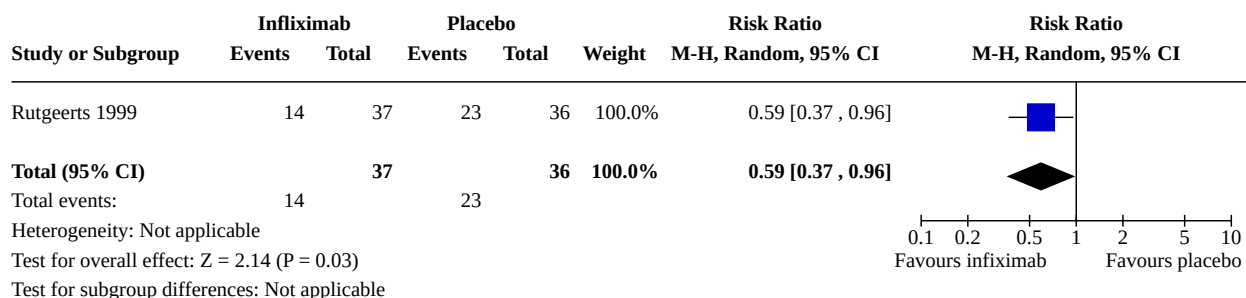 Infliximab Placebo Risk Ratio Risk Ratio
Study or Subgroup Events Total Events Total Weight M-H, Random, 95% CI M-H, Random, 95% CI
Rutgeerts 1999 14 37 23 36 100.0% 0.59 [0.37 , 0.96]
Total (95% CI) 37 36 100.0% 0.59 [0.37 , 0.96]
Total events: 14 23
Heterogeneity: Not applicable
0.1 0.2 0.5 1 2 5 10
Test for overall effect: Z = 2.14 (P = 0.03)
Favours infiximab Favours placebo
Test for subgroup differences: Not applicable